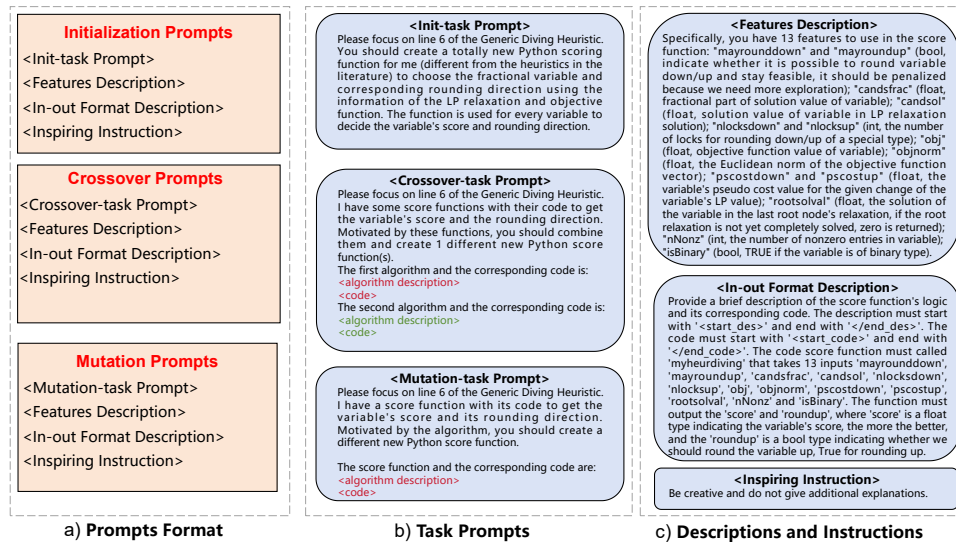 Initialization Prompts
<Init-task Prompt>
<Features Description>
<In-out Format Description>
<Inspiring Instruction>
Crossover Prompts
<Crossover-task Prompt>
<Features Description>
<In-out Format Description>
<Inspiring Instruction>
Mutation Prompts
<Mutation-task Prompt>
<Features Description>
<In-out Format Description>
<Inspiring Instruction>
a) Prompts Format
<Init-task Prompt>
Please focus on line 6 of the Generic Diving Heuristic.
You should create a totally new Python scoring
function for me (different from the heuristics in the
literature) to choose the fractional variable and
corresponding rounding direction using the
information of the LP relaxation and objective
function. The function is used for every variable to
decide the variable's score and rounding direction.
<Crossover-task Prompt>
Please focus on line 6 of the Generic Diving Heuristic.
I have some score functions with their code to get
the variable's score and the rounding direction.
Motivated by these functions, you should combine
them and create 1 different new Python score
function(s).
The first algorithm and the corresponding code is:
<algorithm description>
<code>
The second algorithm and the corresponding code is:
<algorithm description>
<code>
<Mutation-task Prompt>
Please focus on line 6 of the Generic Diving Heuristic.
I have a score function with its code to get the
variable's score and its rounding direction.
Motivated by the algorithm, you should create a
different new Python score function.
The score function and the corresponding code are:
<algorithm description>
<code>
b) Task Prompts
<Features Description>
Specifically, you have 13 features to use in the score
function: "mayrounddown" and "mayroundup" (bool,
indicate whether it is possible to round variable
down/up and stay feasible, it should be penalized
because we need more exploration); "candsfrac" (float,
fractional part of solution value of variable); "candsol"
(float, solution value of variable in LP relaxation
solution); "nlocksdown" and "nlocksup" (int, the number
of locks for rounding down/up of a special type); "obj"
(float, objective function value of variable); "objnorm"
(float, the Euclidean norm of the objective function
vector); "pscostdown" and "pscostup" (float, the
variable's pseudo cost value for the given change of the
variable's LP value); "rootsolval" (float, the solution of
the variable in the last root node's relaxation, if the root
relaxation is not yet completely solved, zero is returned);
"nNonz" (int, the number of nonzero entries in variable);
"isBinary" (bool, TRUE if the variable is of binary type).
<In-out Format Description>
Provide a brief description of the score function's logic
and its corresponding code. The description must start
with '<start_des>' and end with '</end_des>'. The
code must start with '<start_code>' and end with
'</end_code>'. The code score function must called
'myheurdiving' that takes 13 inputs 'mayrounddown',
'mayroundup', 'candsfrac', 'candsol', 'nlocksdown',
'nlocksup', 'obj', 'objnorm', 'pscostdown', 'pscostup',
'rootsolval', 'nNonz' and 'isBinary'. The function must
output the 'score' and 'roundup', where 'score' is a float
type indicating the variable's score, the more the better,
and the 'roundup' is a bool type indicating whether we
should round the variable up, True for rounding up.
<Inspiring Instruction>
Be creative and do not give additional explanations.
c) Descriptions and Instructions